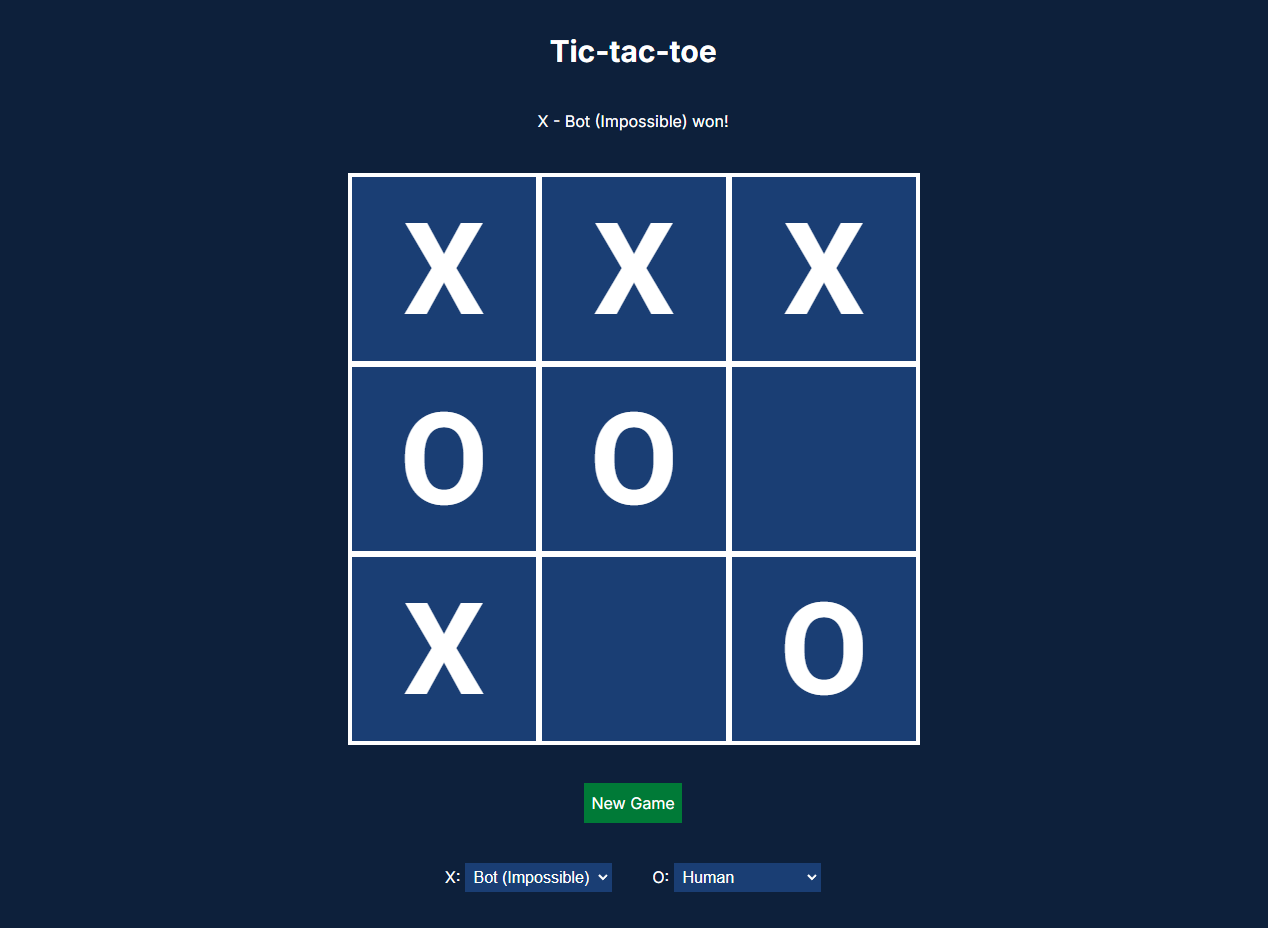 Tic-tac-toe
X - Bot (Impossible) won!
X X X
O O
X O
New Game
X: Bot (Impossible) O: Human